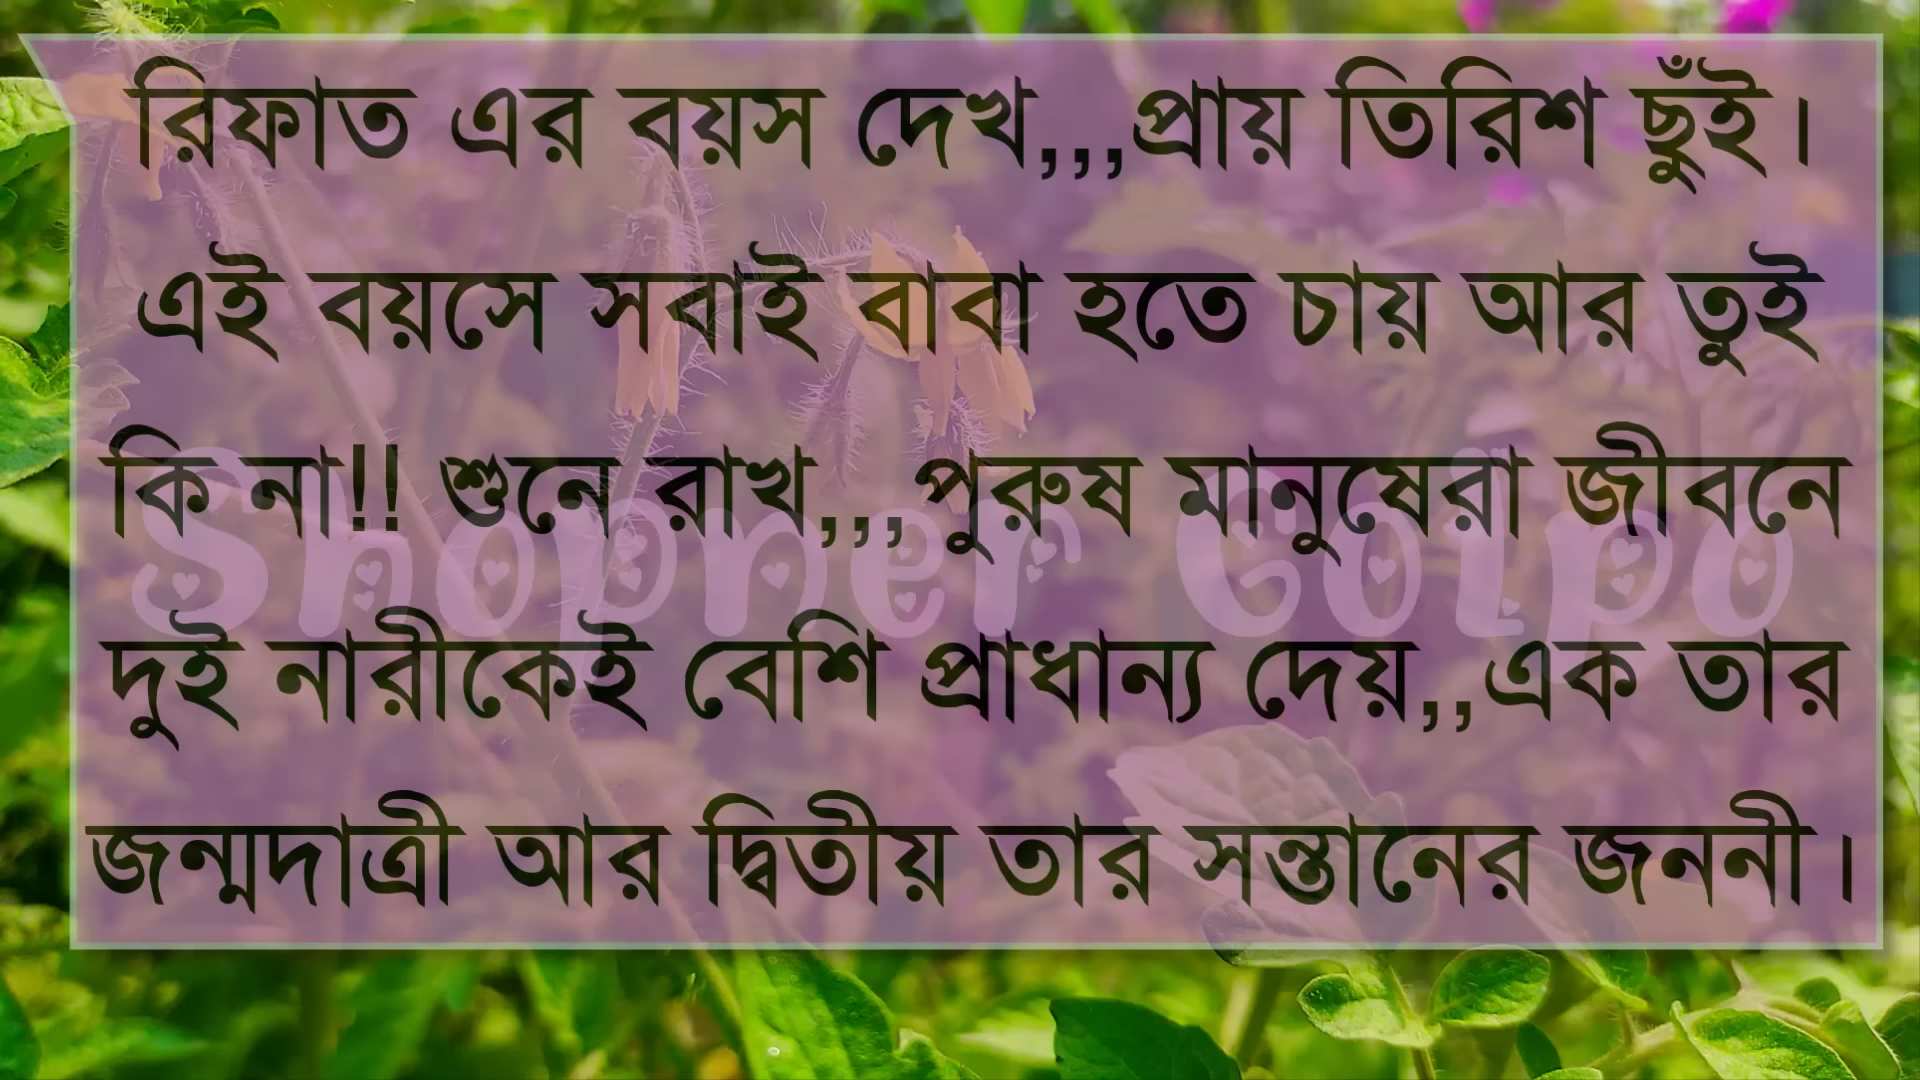 রিফাত এর বয়স দেখ,,,প্রায় তিরিশ ছুঁই।
এই বয়সে সবাই বাবা হতে চায় আর তুই
কি না!! শুনে রাখ,,,পুরুষ মানুষেরা জীবনে
Shopner Golpo
দুই নারীকেই বেশি প্রাধান্য দেয়,,এক তার
জন্মদাত্রী আর দ্বিতীয় তার সন্তানের জননী।